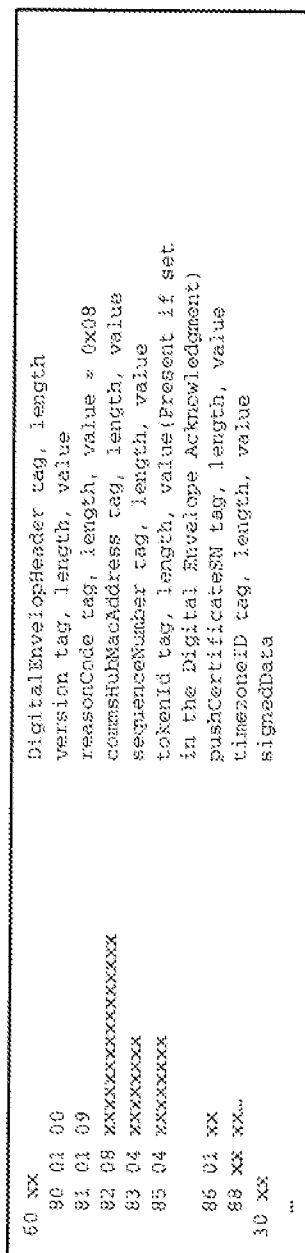 60 xx DigitalEnvelopHeader tag, length
80 01 00 version tag, length, value
81 01 09 reasonCode tag, length, value = 0x08
82 08 xxxxxxxxxxxxxxxx commsHubMacAddress tag, length, value
83 04 xxxxxxxx sequenceNumber tag, length, value
85 04 xxxxxxxx tokenId tag, length, value(Present if set
in the Digital Envelope Acknowledgment)
86 01 xx pushCertificateSN tag, length, value
88 xx xx… timezoneID tag, length, value
30 xx signedData
…